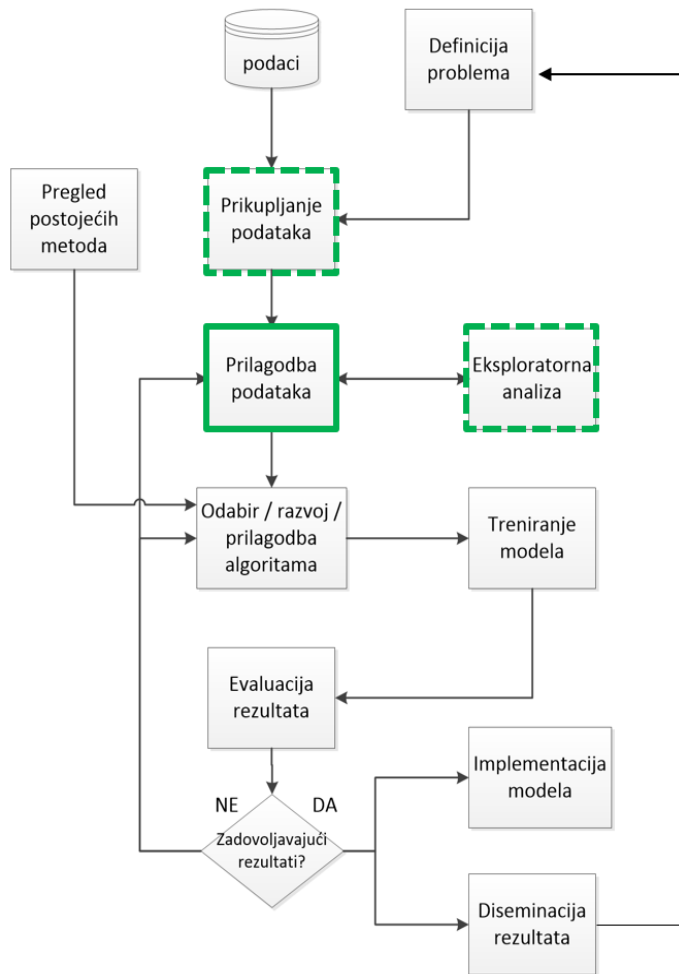 podaci
Definicija
problema
Pregled
postojećih
metoda
Prikupljanje
podataka
Prilagodba
podataka
Eksploratorna
analiza
Odabir / razvoj /
prilagodba
algoritama
Treniranje
modela
Evaluacija
rezultata
Implementacija
modela
NE
DA
Zadovoljavajući
rezultati?
Diseminacija
rezultata